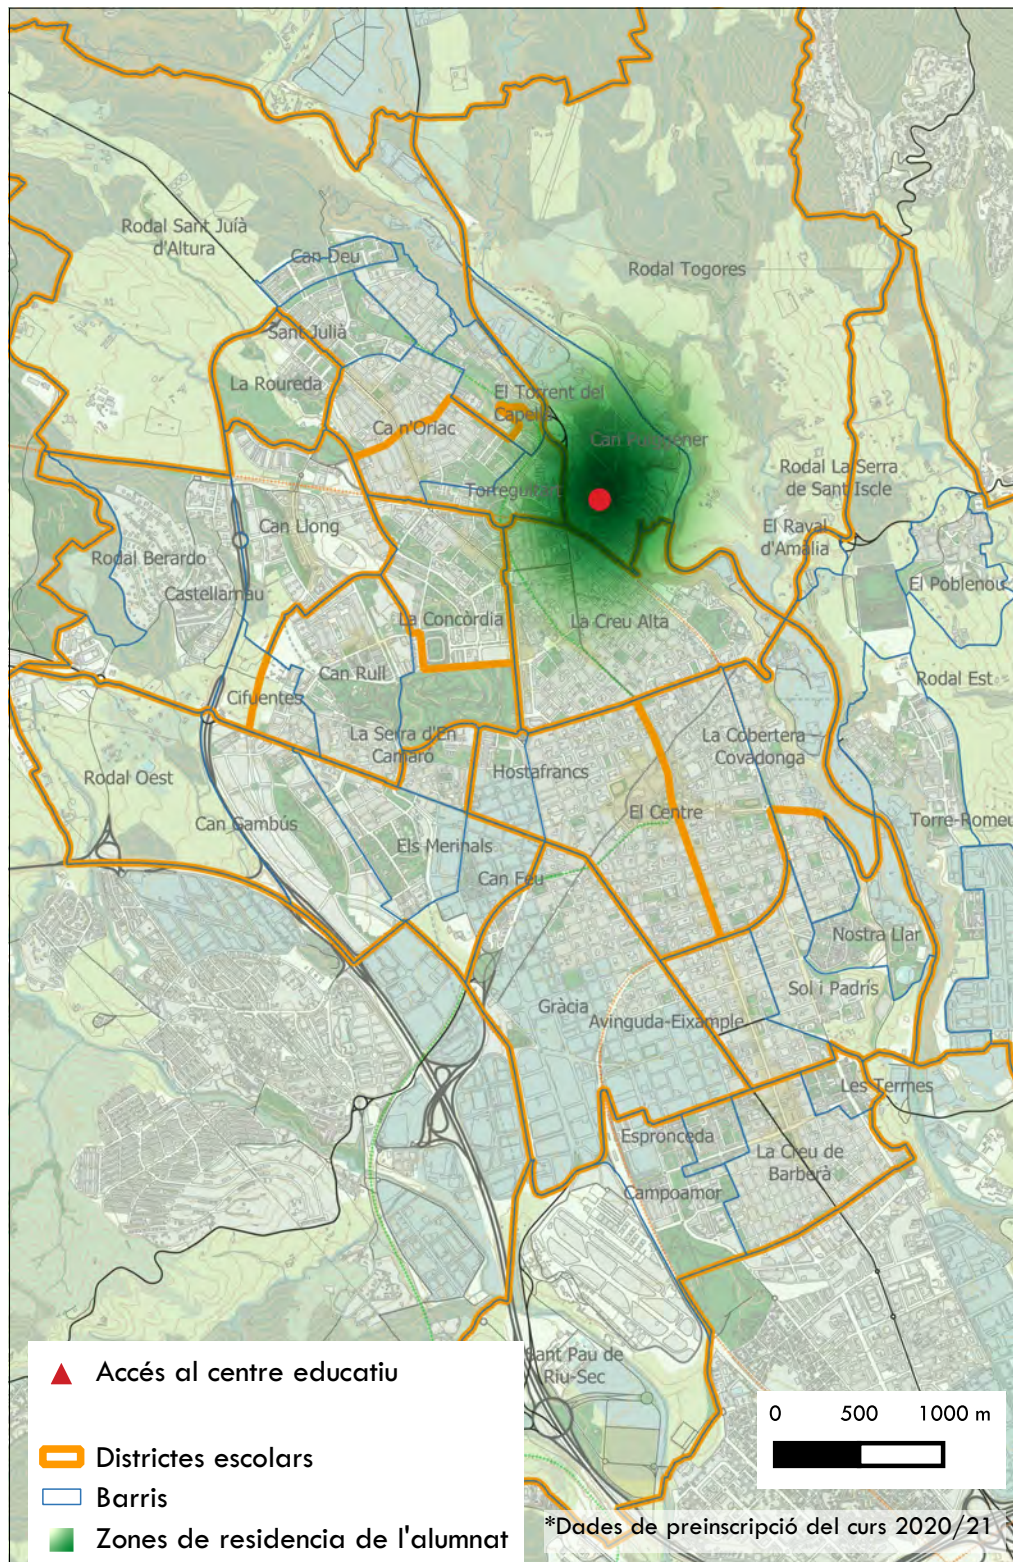 Rodal Sant Juíà
d'Altura
Can Deu
Rodal Togores
Sant Julià
La Roureda
El Torrent del
Capellà
Ca n'Oriac
Can Puiggener
Torreguitart
Rodal La Serra
de Sant Iscle
Can Llong
El Raval
d'Amàlia
Rodal Berardo
El Poblenou
Castellarnau
La Concòrdia
La Creu Alta
Can Rull
Rodal Est
Cifuentes
La Serra d'En
Camaró
La Cobertera
Covadonga
Rodal Oest
Hostafrancs
El Centre
Can Gambús
Torre-Romeu
Els Merinals
Can Feu
Nostra Llar
Sol i Padrís
Gràcia
Avinguda-Eixample
Les Termes
Espronceda
La Creu de
Barberà
Campoamor
Sant Pau de
Riu-Sec
Accés al centre educatiu
Districtes escolars
Barris
Zones de residencia de l'alumnat
0 500 1000 m
*Dades de preinscripció del curs 2020/21